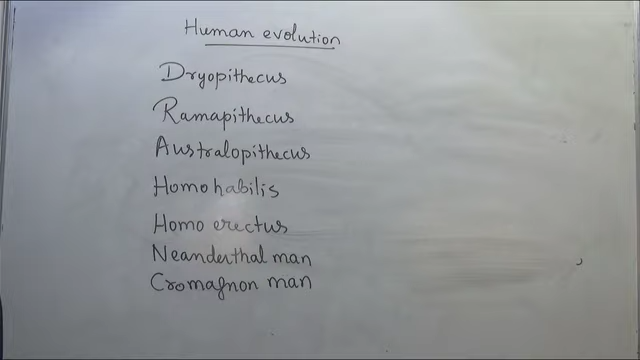 Human evolution
Dryopithecus
Ramapithecus
Australopithecus
Homo habilis
Homo erectus
Neanderthal man
Cromagnon man